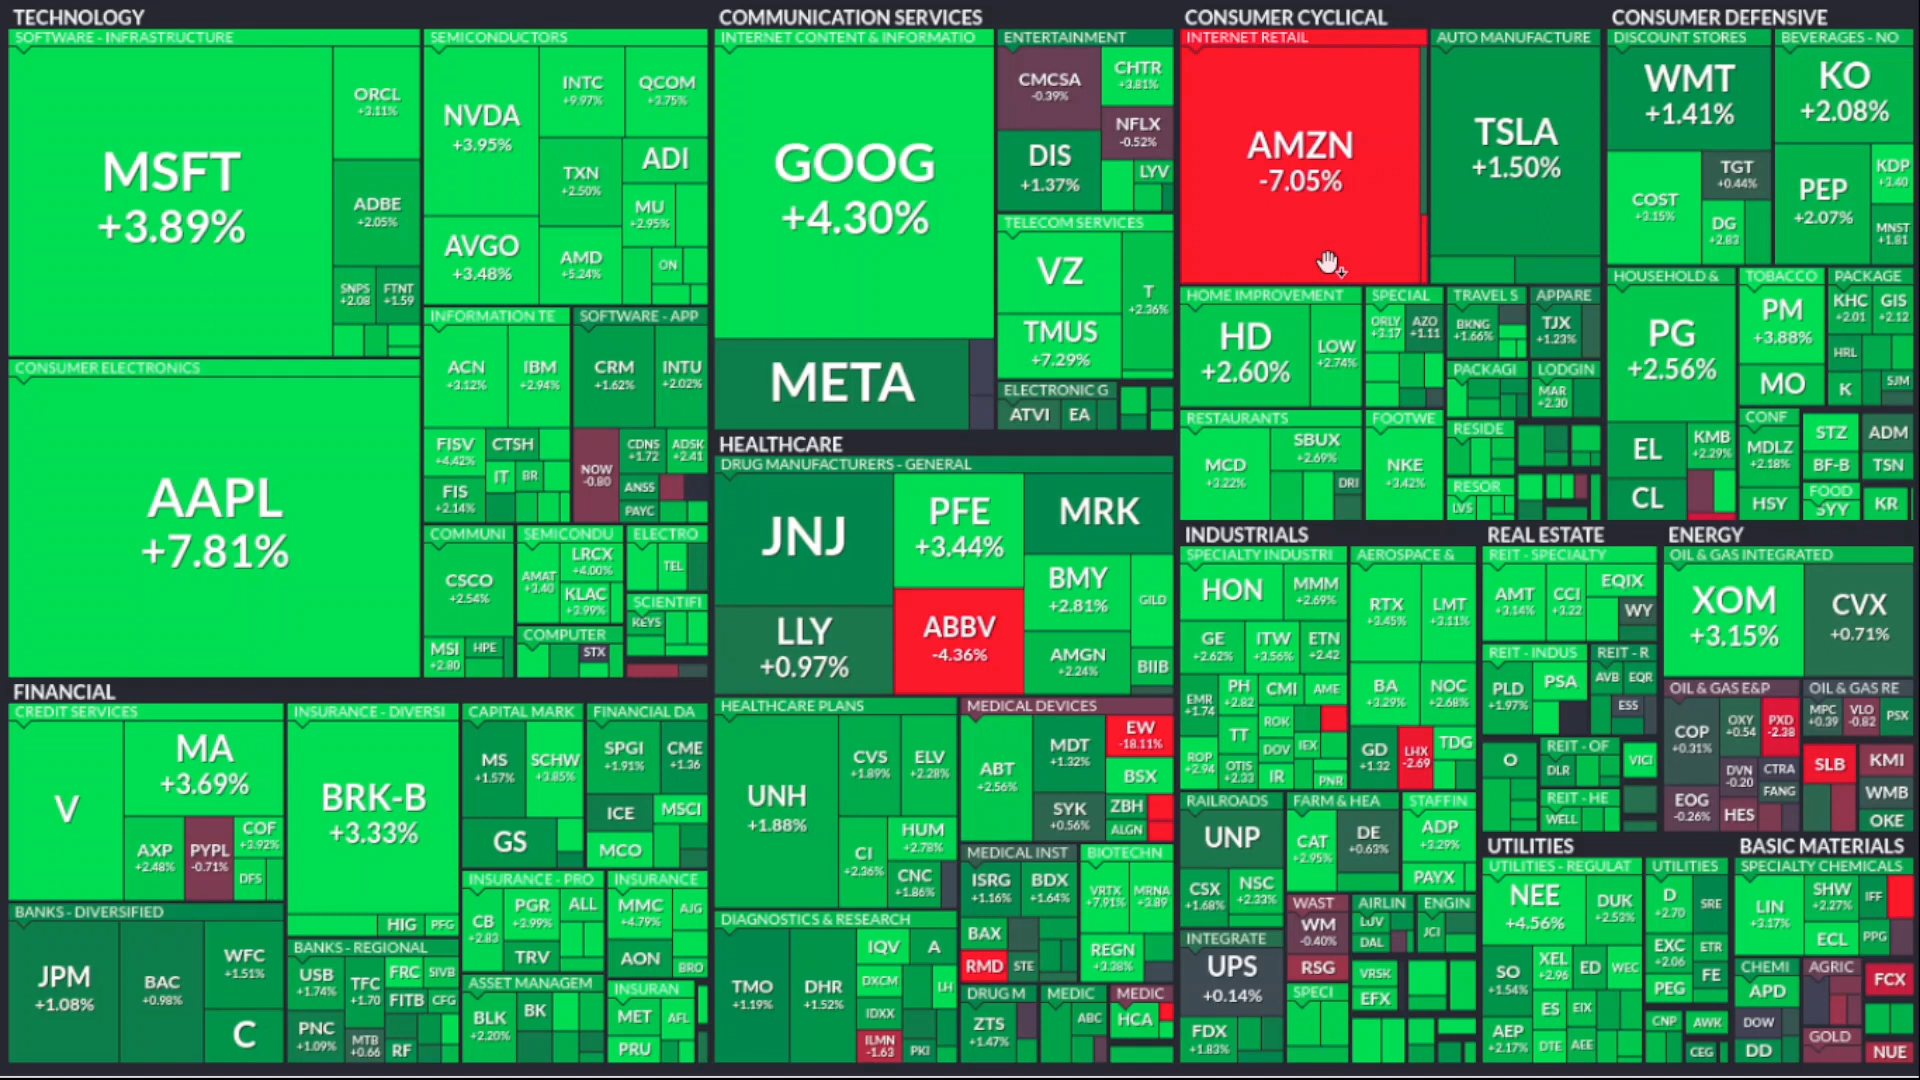 TECHNOLOGY
SOFTWARE - INFRASTRUCTURE
MSFT
+3.89%
ORCL
+3.11%
ADBE
+2.05%
SNPS
+2.08
FTNT
+1.59
CONSUMER ELECTRONICS
AAPL
+7.81%
SEMICONDUCTORS
NVDA
+3.95%
INTC
+9.97%
QCOM
+3.75%
TXN
+2.50%
ADI
MU
+2.95%
AVGO
+3.48%
AMD
+5.24%
ON
INFORMATION TE
ACN
+3.12%
IBM
+2.94%
FISV
+4.42%
CTSH
IT
BR
FIS
+2.14%
SOFTWARE - APP
CRM
+1.62%
INTU
+2.02%
NOW
-0.80
CDNS
+1.72
ADSK
+2.41
ANSS
PAYC
COMMUNI
CSCO
+2.54%
MSI
+2.80
HPE
SEMICONDU
AMAT
+3.40
LRCX
+4.00%
KLAC
+3.99%
COMPUTER
STX
ELECTRO
TEL
SCIENTIFI
KEYS
FINANCIAL
CREDIT SERVICES
V
MA
+3.69%
AXP
+2.48%
PYPL
-0.71%
COF
+3.92%
DFS
BANKS - DIVERSIFIED
JPM
+1.08%
BAC
+0.98%
WFC
+1.51%
C
INSURANCE - DIVERSI
BRK-B
+3.33%
HIG
PFG
BANKS - REGIONAL
USB
+1.74%
TFC
+1.70
FRC
SIVB
FITB
CFG
PNC
+1.09%
MTB
+0.66
RF
CAPITAL MARK
MS
+1.57%
SCHW
+3.85%
GS
FINANCIAL DA
SPGI
+1.91%
CME
+1.36
ICE
MSCI
MCO
INSURANCE - PRO
CB
+2.83
PGR
+2.99%
ALL
TRV
INSURANCE
MMC
+4.79%
AJG
AON
BRO
ASSET MANAGEM
BLK
+2.20%
BK
INSURAN
MET
AFL
PRU
COMMUNICATION SERVICES
INTERNET CONTENT & INFORMATIO
GOOG
+4.30%
META
ENTERTAINMENT
CMCSA
-0.39%
CHTR
+3.81%
NFLX
-0.52%
DIS
+1.37%
LYV
TELECOM SERVICES
VZ
T
+2.36%
TMUS
+7.29%
ELECTRONIC G
ATVI
EA
HEALTHCARE
DRUG MANUFACTURERS - GENERAL
JNJ
PFE
+3.44%
MRK
LLY
+0.97%
ABBV
-4.36%
BMY
+2.81%
GILD
AMGN
+2.24%
BIIB
HEALTHCARE PLANS
UNH
+1.88%
CVS
+1.89%
ELV
+2.28%
CI
+2.36%
HUM
+2.78%
CNC
+1.86%
MEDICAL DEVICES
ABT
+2.56%
MDT
+1.32%
EW
-18.11%
BSX
SYK
+0.56%
ZBH
ALGN
DIAGNOSTICS & RESEARCH
TMO
+1.19%
DHR
+1.52%
IQV
A
DXCM
LH
IDXX
ILMN
-1.63
PKI
MEDICAL INST
ISRG
+1.16%
BDX
+1.64%
BAX
RMD
STE
BIOTECHN
VRTX
+7.91%
MRNA
+2.89
REGN
+3.38%
DRUG M
ZTS
+1.47%
MEDIC
ABC
MEDIC
HCA
CONSUMER CYCLICAL
INTERNET RETAIL
AMZN
-7.05%
AUTO MANUFACTURE
TSLA
+1.50%
HOME IMPROVEMENT
HD
+2.60%
LOW
+2.74%
SPECIAL
ORLY
+3.17
AZO
+1.11
TRAVEL S
BKNG
+1.66%
APPARE
TJX
+1.23%
PACKAGI
LODGIN
MAR
+2.30
RESTAURANTS
MCD
+3.22%
SBUX
+2.69%
DRI
FOOTWE
NKE
+3.42%
RESIDE
RESOR
LVS
CONSUMER DEFENSIVE
DISCOUNT STORES
WMT
+1.41%
COST
+3.15%
TGT
+0.44%
DG
+2.83
BEVERAGES - NO
KO
+2.08%
PEP
+2.07%
KDP
+3.40
MNST
+1.81
HOUSEHOLD &
PG
+2.56%
EL
KMB
+2.29%
CL
TOBACCO
PM
+3.88%
MO
PACKAGE
KHC
+2.01
GIS
+2.12
HRL
K
SJM
CONF
MDLZ
+2.18%
HSY
STZ
BF-B
FOOD
SYY
ADM
TSN
KR
INDUSTRIALS
SPECIALTY INDUSTRI
HON
MMM
+2.69%
GE
+2.62%
ITW
+3.56%
ETN
+2.42
EMR
+1.74
PH
+2.82
CMI
AME
ROK
TT
DOV
IEX
ROP
+2.94
OTIS
+2.33
IR
PNR
AEROSPACE &
RTX
+3.45%
LMT
+3.11%
BA
+3.29%
NOC
+2.68%
GD
+1.32
LHX
-2.69
TDG
RAILROADS
UNP
CSX
+1.68%
NSC
+2.33%
FARM & HEA
CAT
+2.95%
DE
+0.63%
STAFFIN
ADP
+3.29%
PAYX
INTEGRATE
UPS
+0.14%
FDX
+1.83%
WAST
WM
-0.40%
RSG
SPECI
AIRLIN
LUV
DAL
ENGIN
JCI
VRSK
EFX
REAL ESTATE
REIT - SPECIALTY
AMT
+3.14%
CCI
+3.22
EQIX
WY
REIT - INDUS
PLD
+1.97%
PSA
REIT - R
AVB
EQR
ESS
O
REIT - OF
DLR
VICI
REIT - HE
WELL
ENERGY
OIL & GAS INTEGRATED
XOM
+3.15%
CVX
+0.71%
OIL & GAS E&P
COP
+0.31%
OXY
+0.54
PXD
-2.38
DVN
-0.20
CTRA
FANG
EOG
-0.26%
HES
OIL & GAS RE
MPC
+0.39
VLO
-0.82
PSX
SLB
KMI
WMB
OKE
UTILITIES
UTILITIES - REGULAT
NEE
+4.56%
DUK
+2.53%
SO
+1.54%
XEL
+2.96
ED
WEC
ES
EIX
AEP
+2.17%
DTE
AEE
UTILITIES
D
+2.70
SRE
EXC
+2.06
ETR
FE
PEG
CNP
AWK
CEG
BASIC MATERIALS
SPECIALTY CHEMICALS
LIN
+3.17%
SHW
+2.27%
IFF
ECL
PPG
CHEMI
APD
DOW
DD
AGRIC
GOLD
FCX
NUE